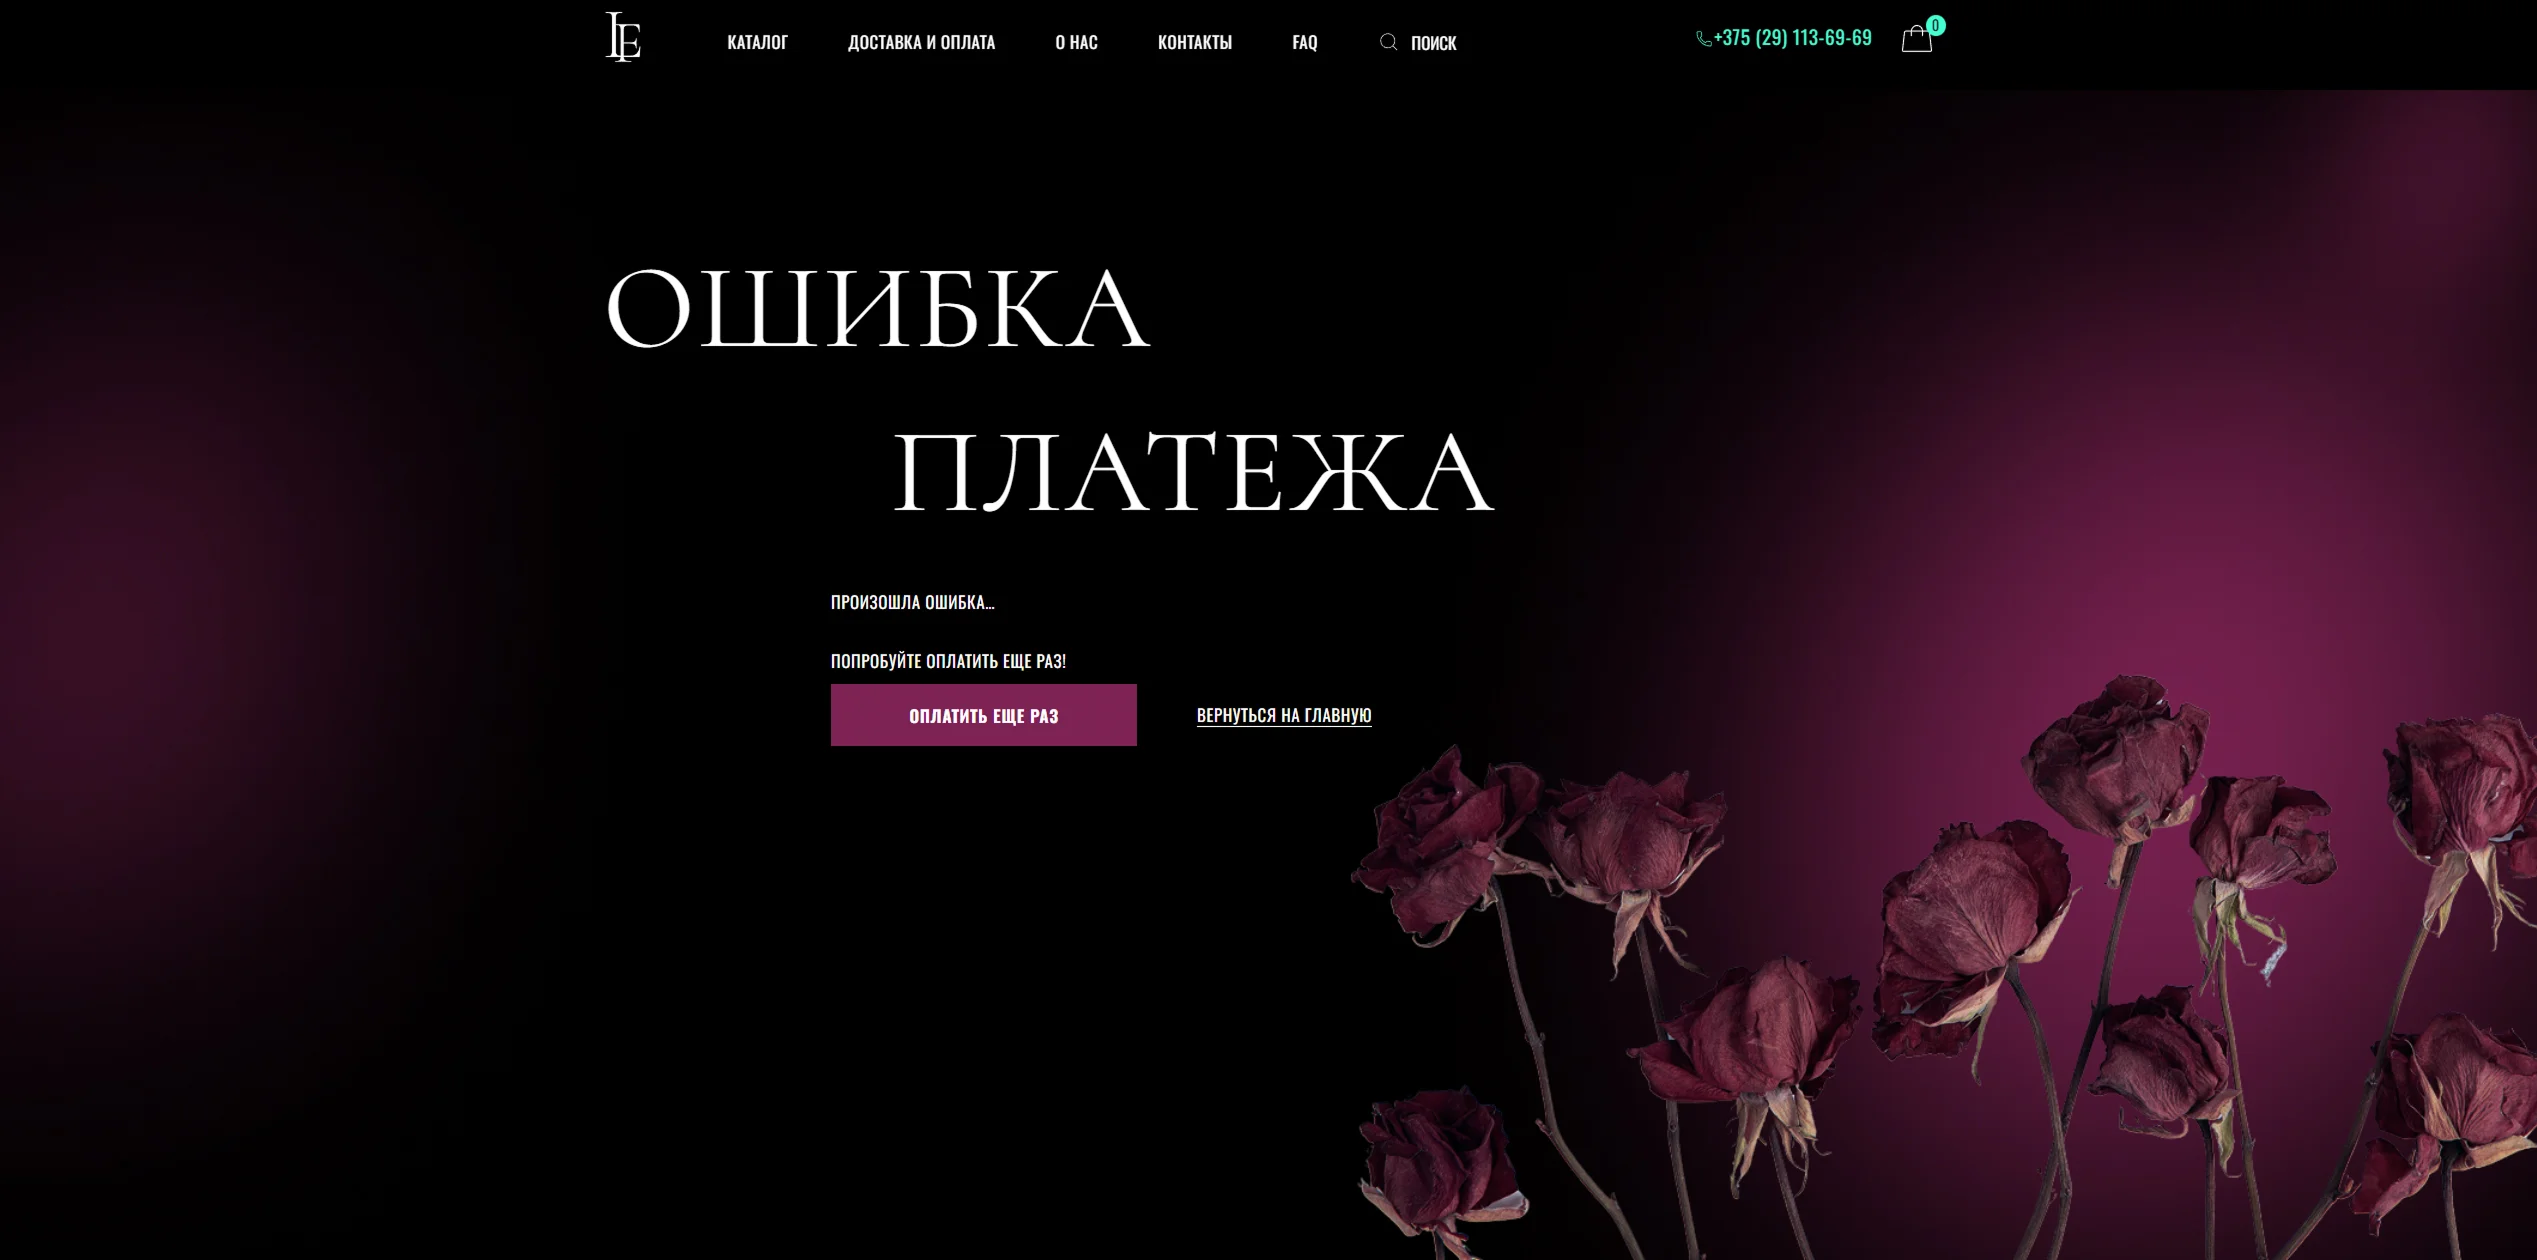 LE
КАТАЛОГ
ДОСТАВКА И ОПЛАТА
О НАС
КОНТАКТЫ
FAQ
ПОИСК
+375 (29) 113-69-69
0
ОШИБКА
ПЛАТЕЖА
ПРОИЗОШЛА ОШИБКА...
ПОПРОБУЙТЕ ОПЛАТИТЬ ЕЩЕ РАЗ!
ОПЛАТИТЬ ЕЩЕ РАЗ
ВЕРНУТЬСЯ НА ГЛАВНУЮ